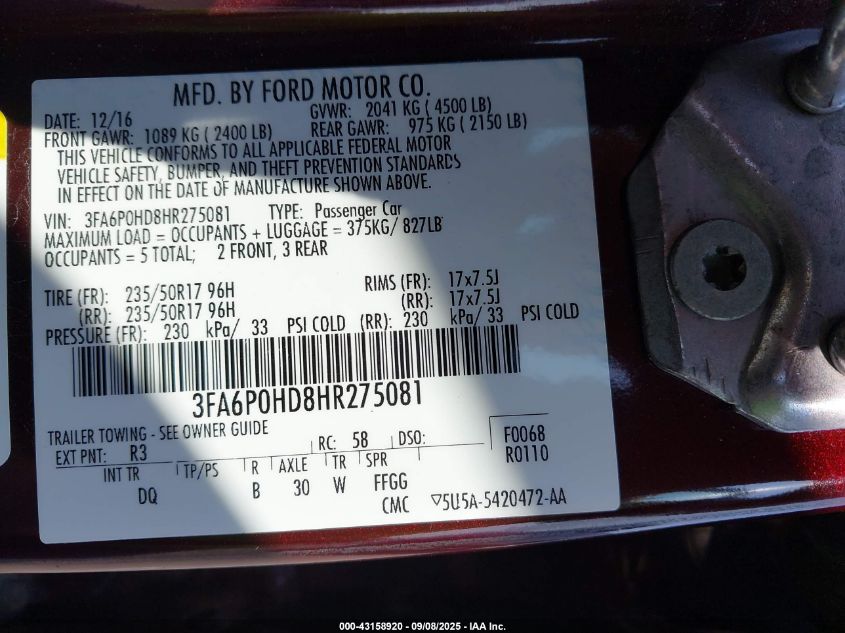 MFD. BY FORD MOTOR CO.
DATE: 12/16 GVWR: 2041 KG ( 4500 LB)
FRONT GAWR: 1089 KG ( 2400 LB) REAR GAWR: 975 KG ( 2150 LB)
THIS VEHICLE CONFORMS TO ALL APPLICABLE FEDERAL MOTOR
VEHICLE SAFETY, BUMPER, AND THEFT PREVENTION STANDARDS
IN EFFECT ON THE DATE OF MANUFACTURE SHOWN ABOVE.
VIN: 3FA6P0HD8HR275081 TYPE: Passenger Car
MAXIMUM LOAD = OCCUPANTS + LUGGAGE = 375KG/ 827LB
OCCUPANTS = 5 TOTAL; 2 FRONT, 3 REAR
TIRE (FR): 235/50R17 96H RIMS (FR): 17x7.5J
(RR): 235/50R17 96H (RR): 17x7.5J
PRESSURE (FR): 230 kPa/ 33 PSI COLD (RR): 230 kPa/ 33 PSI COLD
3FA6P0HD8HR275081
TRAILER TOWING - SEE OWNER GUIDE
EXT PNT: R3 RC: 58 DSO: F0068
R0110
INT TR TP/PS R AXLE TR SPR
DQ B 30 W FFGG
CMC ▽5U5A-5420472-AA
000-43158920 - 09/08/2025 - IAA Inc.